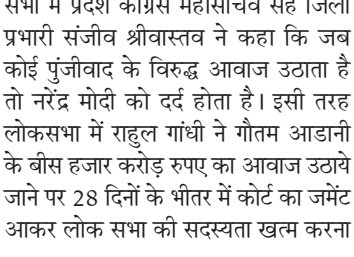 सभा में प्रदेश कांग्रेस महासचिव सह जिला
प्रभारी संजीव श्रीवास्तव ने कहा कि जब
कोई पुंजीवाद के विरुद्ध आवाज उठाता है
तो नरेंद्र मोदी को दर्द होता है। इसी तरह
लोकसभा में राहुल गांधी ने गौतम आडानी
के बीस हजार करोड़ रुपए का आवाज उठाये
जाने पर 28 दिनों के भीतर में कोर्ट का जमेंट
आकर लोक सभा की सदस्यता खत्म करना